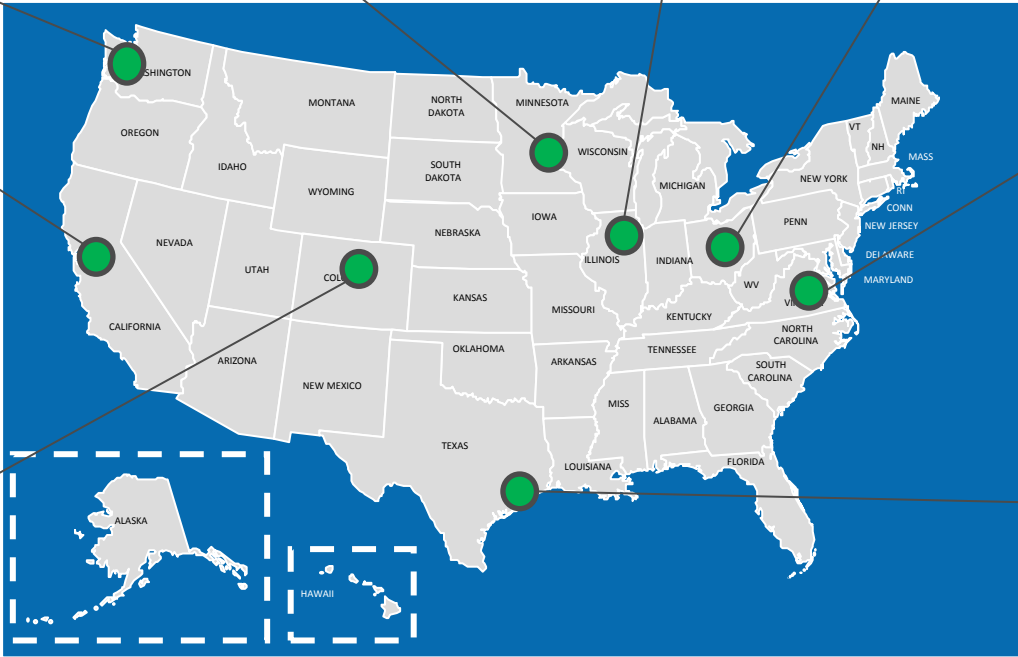 SHINGTON
MONTANA
NORTH
DAKOTA
MINNESOTA
MAINE
OREGON
VT
NH
MASS
IDAHO
WISCONSIN
SOUTH
DAKOTA
MICHIGAN
NEW YORK
RI
WYOMING
CONN
IOWA
PENN
NEW JERSEY
NEBRASKA
NEVADA
DELAWARE
ILLINOIS
INDIANA
UTAH
COL
MARYLAND
WV
KANSAS
VI
MISSOURI
KENTUCKY
CALIFORNIA
NORTH
CAROLINA
OKLAHOMA
TENNESSEE
ARIZONA
ARKANSAS
SOUTH
CAROLINA
NEW MEXICO
MISS
GEORGIA
ALABAMA
TEXAS
FLORIDA
LOUISIANA
ALASKA
HAWAII